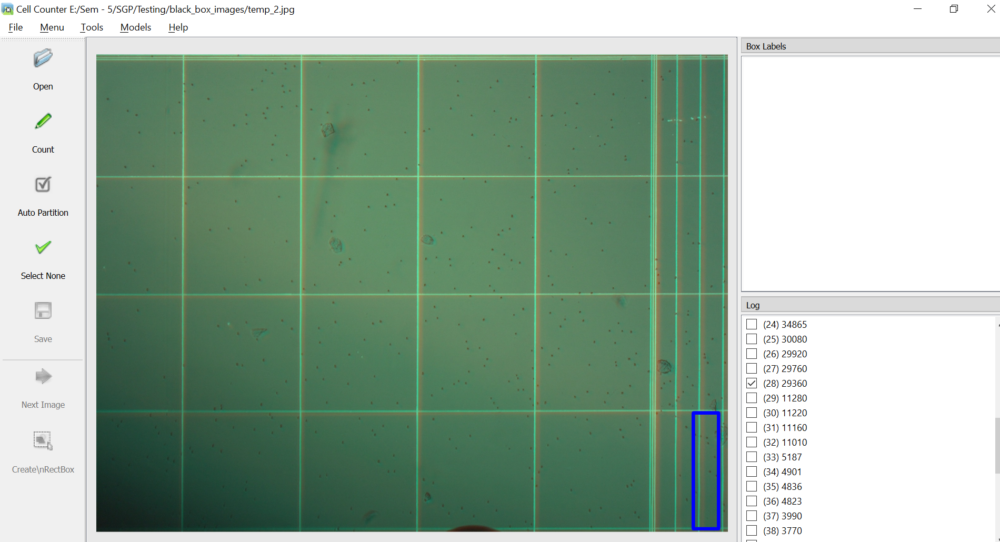 Cell Counter E:/Sem - 5/SGP/Testing/black_box_images/temp_2.jpg
File Menu Tools Models Help
Open
Count
Auto Partition
Select None
Save
Next Image
Create\nRectBox
Box Labels
Log
(24) 34865
(25) 30080
(26) 29920
(27) 29760
(28) 29360
(29) 11280
(30) 11220
(31) 11160
(32) 11010
(33) 5187
(34) 4901
(35) 4836
(36) 4823
(37) 3990
(38) 3770